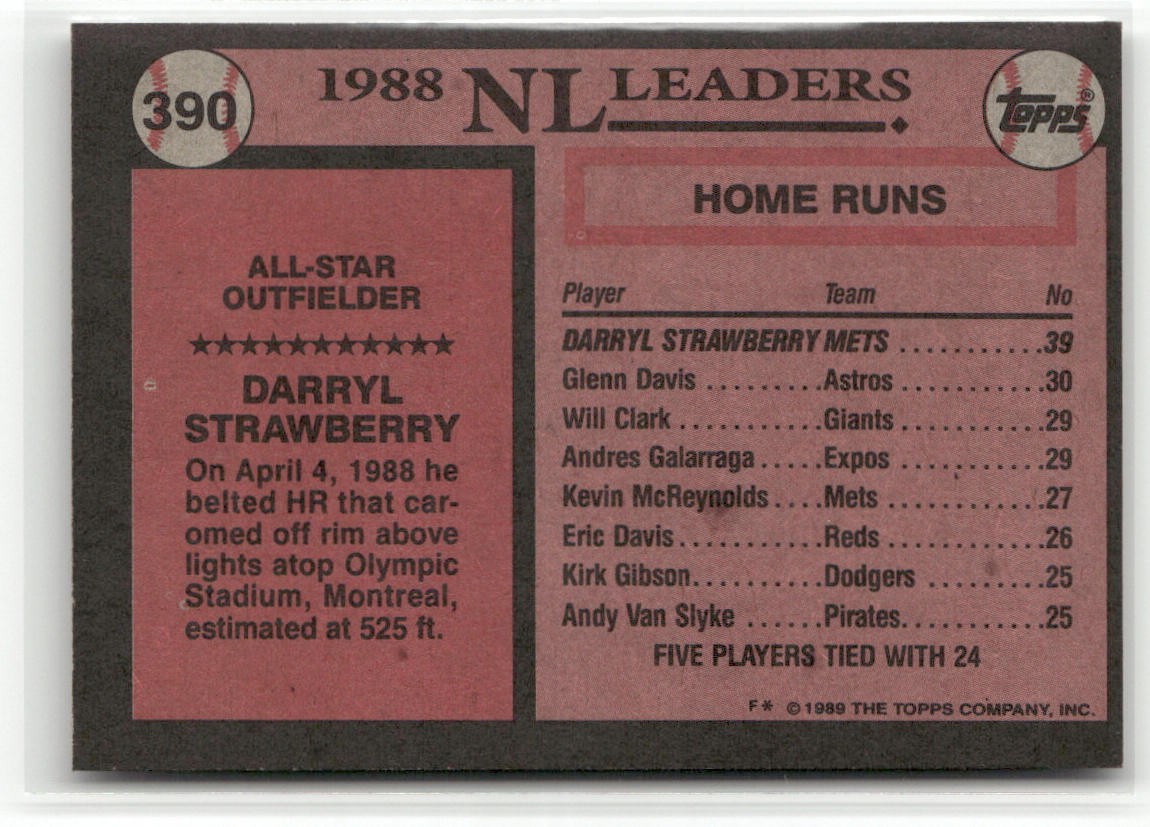 390
1988 NL LEADERS
Topps®
ALL-STAR
OUTFIELDER
DARRYL
STRAWBERRY
On April 4, 1988 he
belted HR that car-
omed off rim above
lights atop Olympic
Stadium, Montreal,
estimated at 525 ft.
HOME RUNS
Player Team No
DARRYL STRAWBERRY METS ...........39
Glenn Davis .........Astros ...........30
Will Clark ...........Giants ...........29
Andres Galarraga .....Expos ...........29
Kevin McReynolds ....Mets ............27
Eric Davis ...........Reds ............26
Kirk Gibson..........Dodgers .........25
Andy Van Slyke ......Pirates...........25
FIVE PLAYERS TIED WITH 24
F* ©1989 THE TOPPS COMPANY, INC.